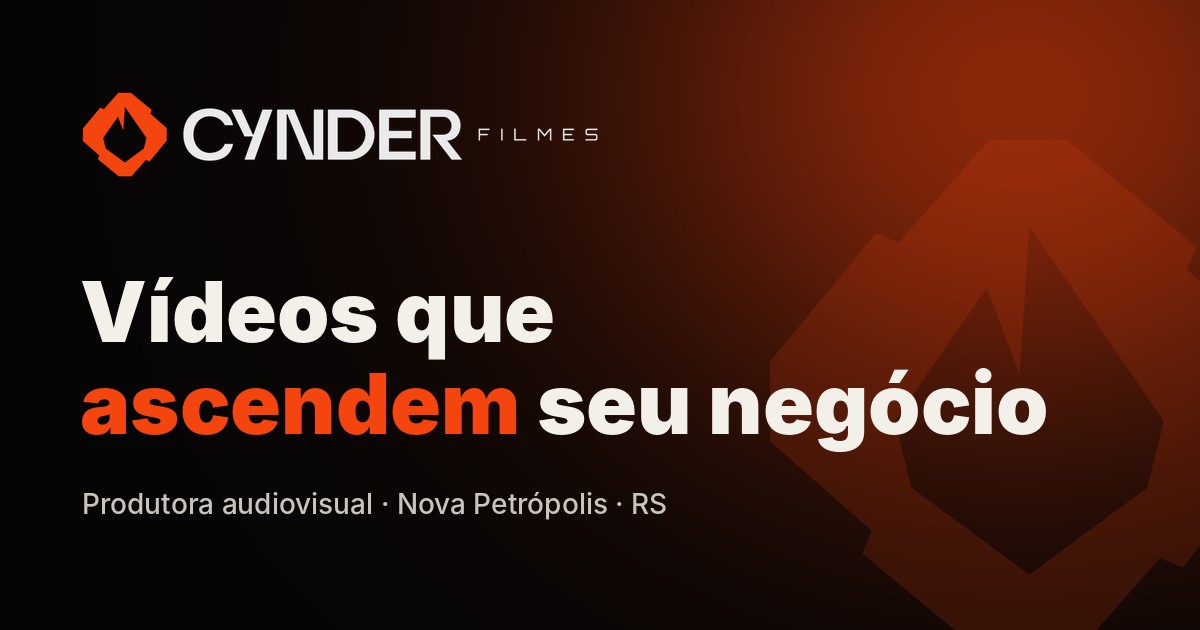 CYNDER FILMES
Vídeos que
ascendem seu negócio
Produtora audiovisual · Nova Petrópolis · RS